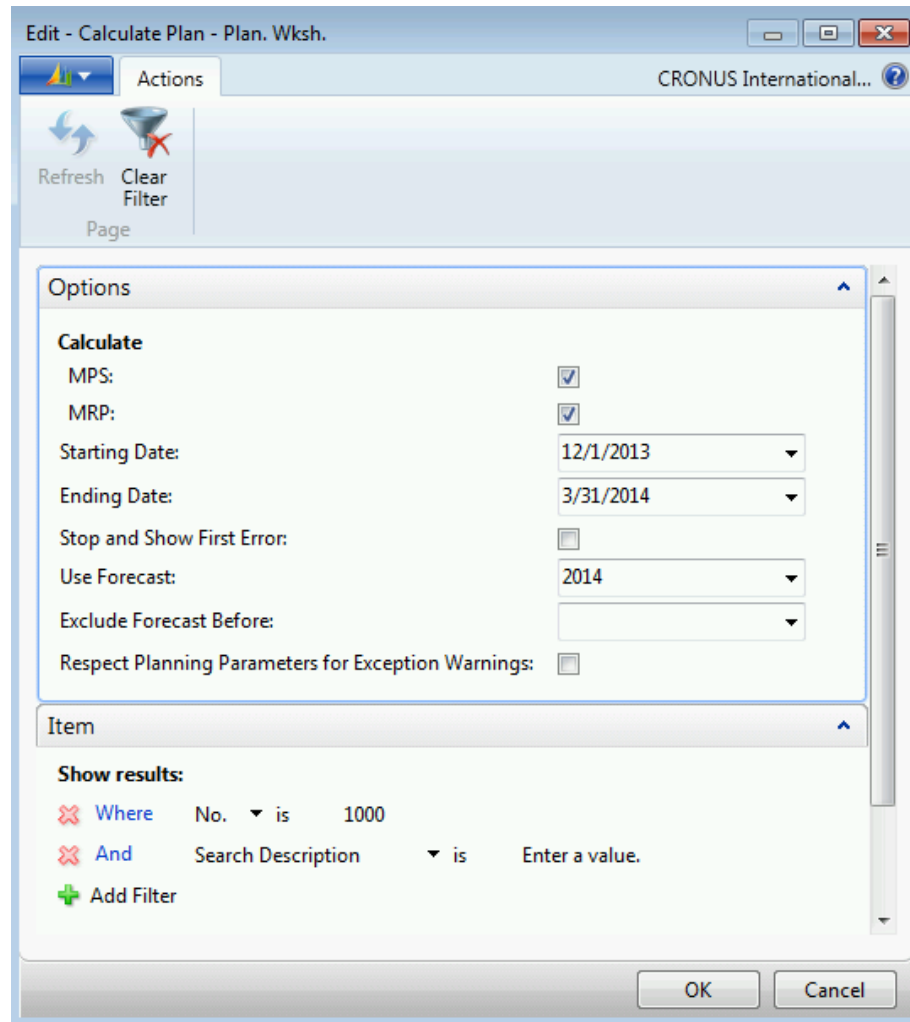 Edit - Calculate Plan - Plan. Wksh.
Actions
CRONUS International...
Refresh
Clear Filter
Page
Options
Calculate
MPS:
MRP:
Starting Date: 12/1/2013
Ending Date: 3/31/2014
Stop and Show First Error:
Use Forecast: 2014
Exclude Forecast Before:
Respect Planning Parameters for Exception Warnings:
Item
Show results:
Where No. is 1000
And Search Description is Enter a value.
Add Filter
OK Cancel